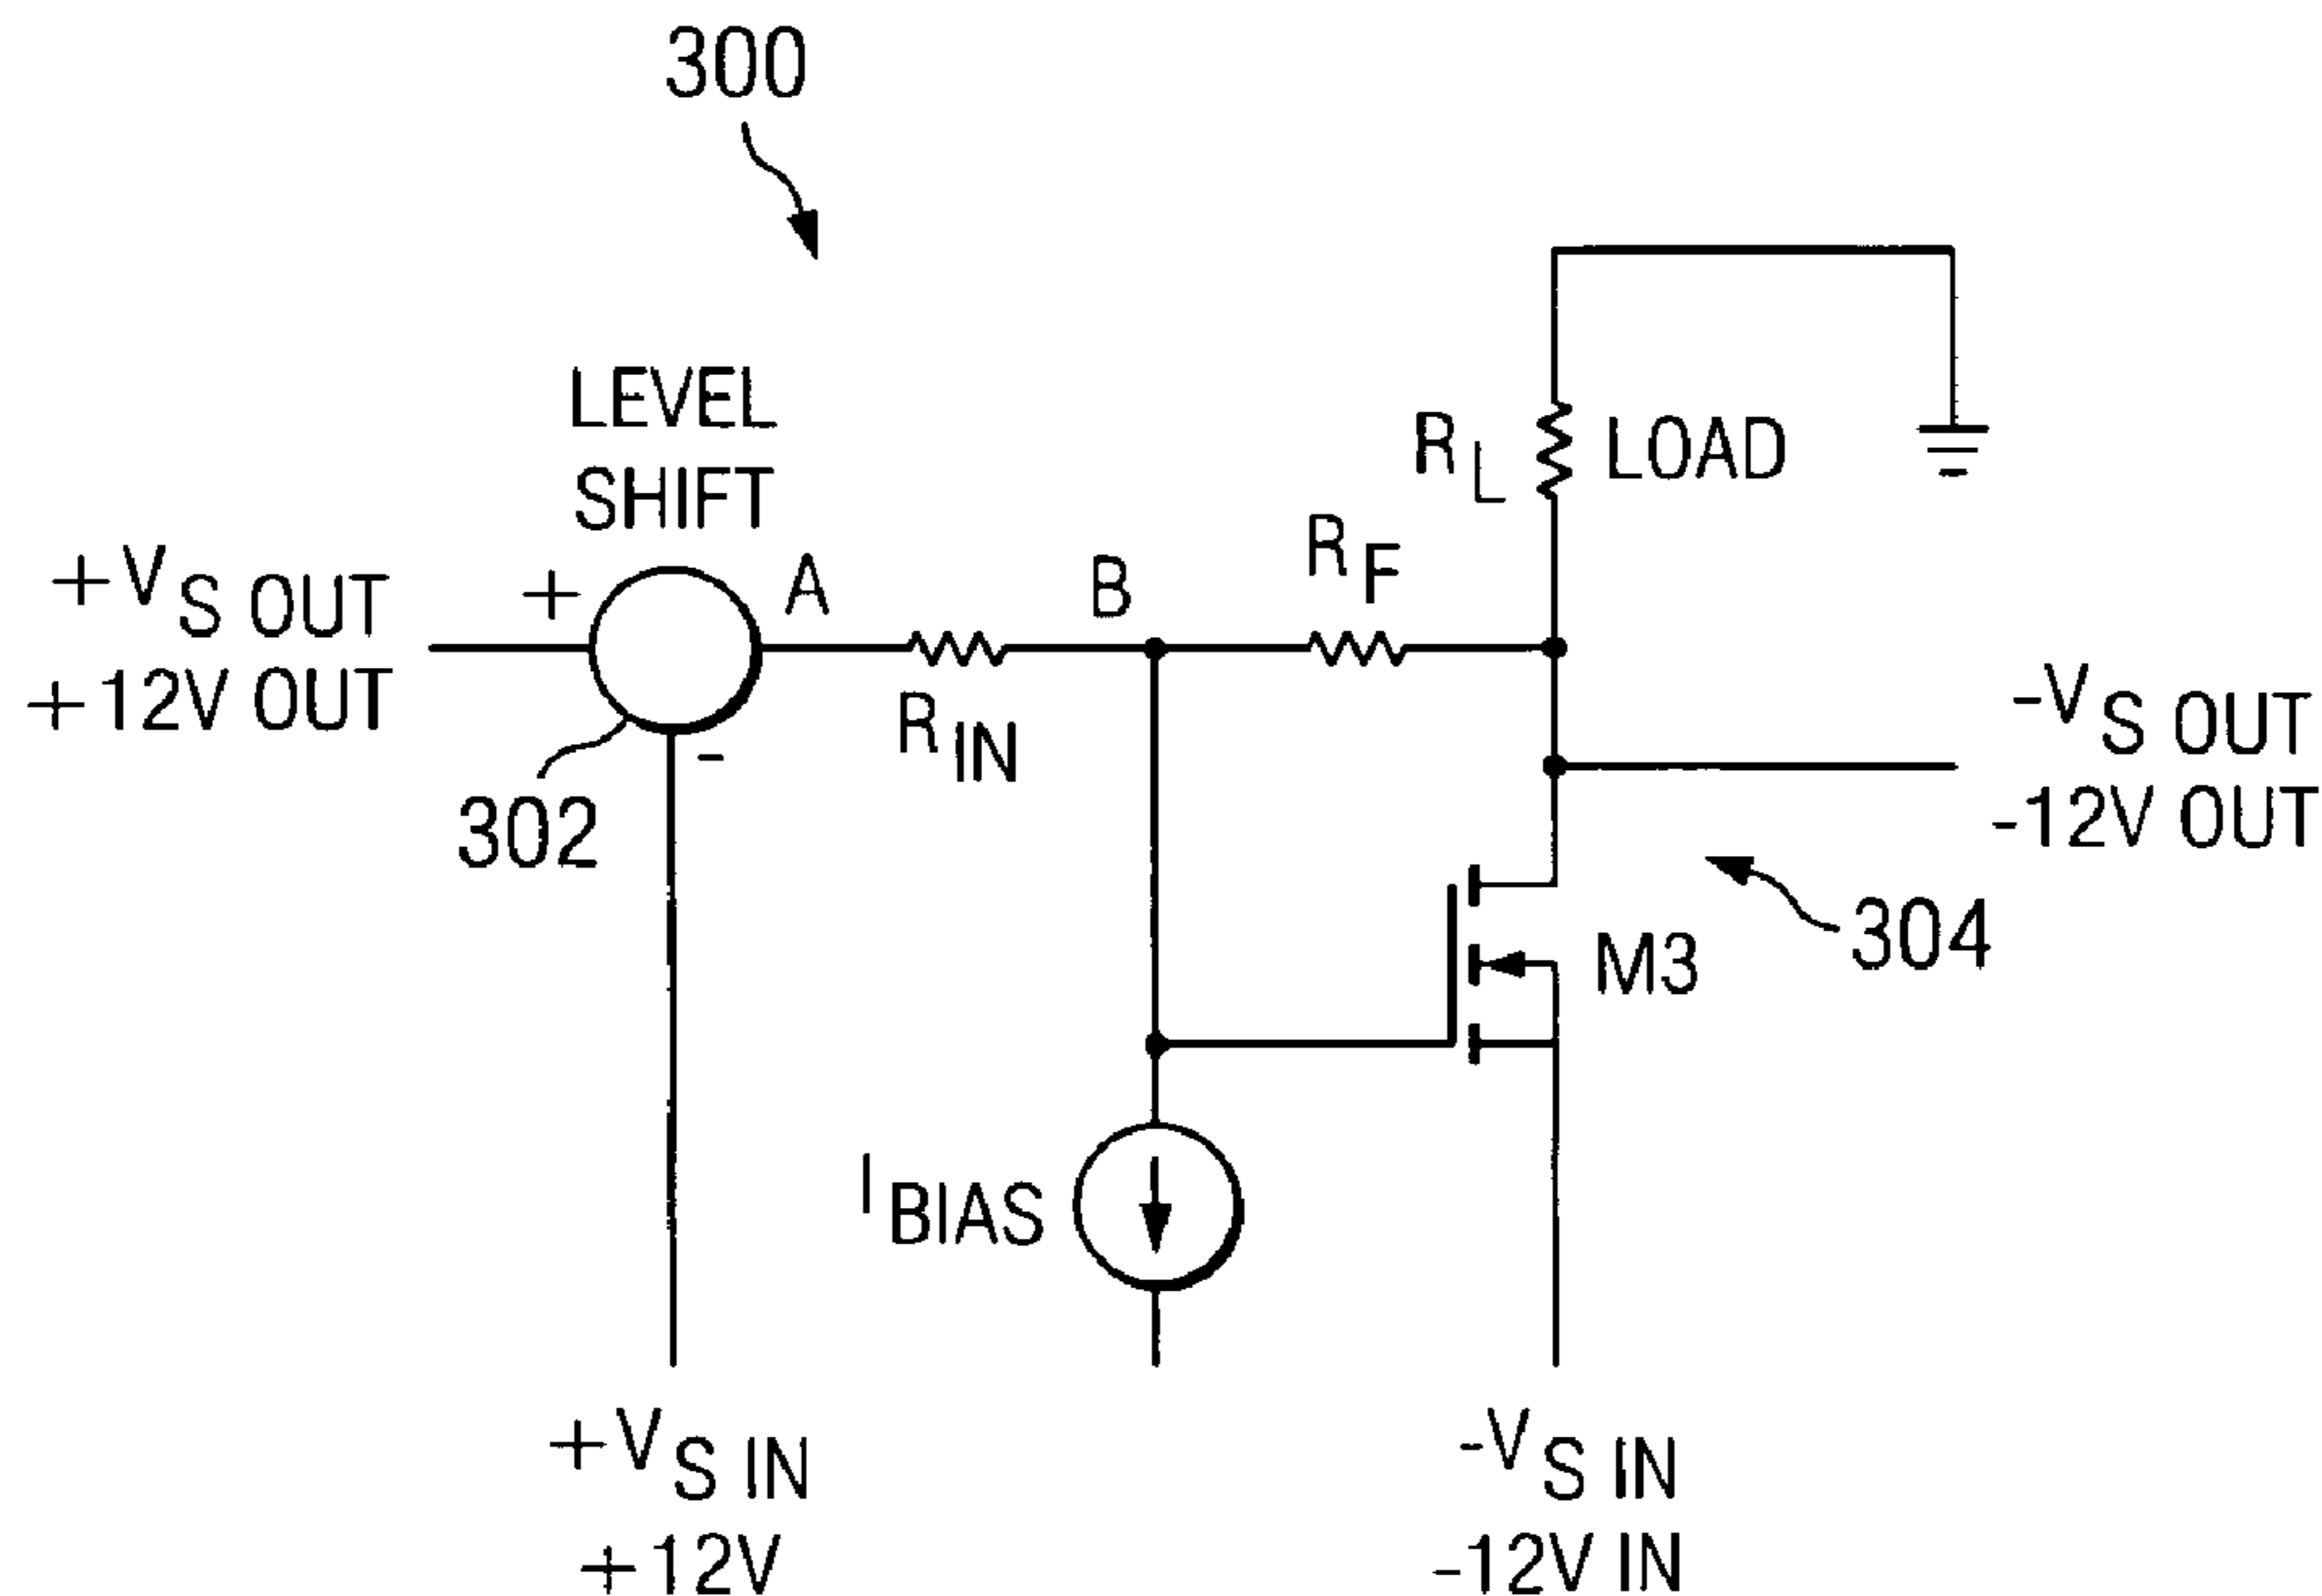 300
LEVEL
SHIFT
+VS OUT
+12V OUT
+
A
-
302
RIN
B
RF
RL
LOAD
-VS OUT
-12V OUT
304
M3
IBIAS
+VS IN
+12V
-VS IN
-12V IN